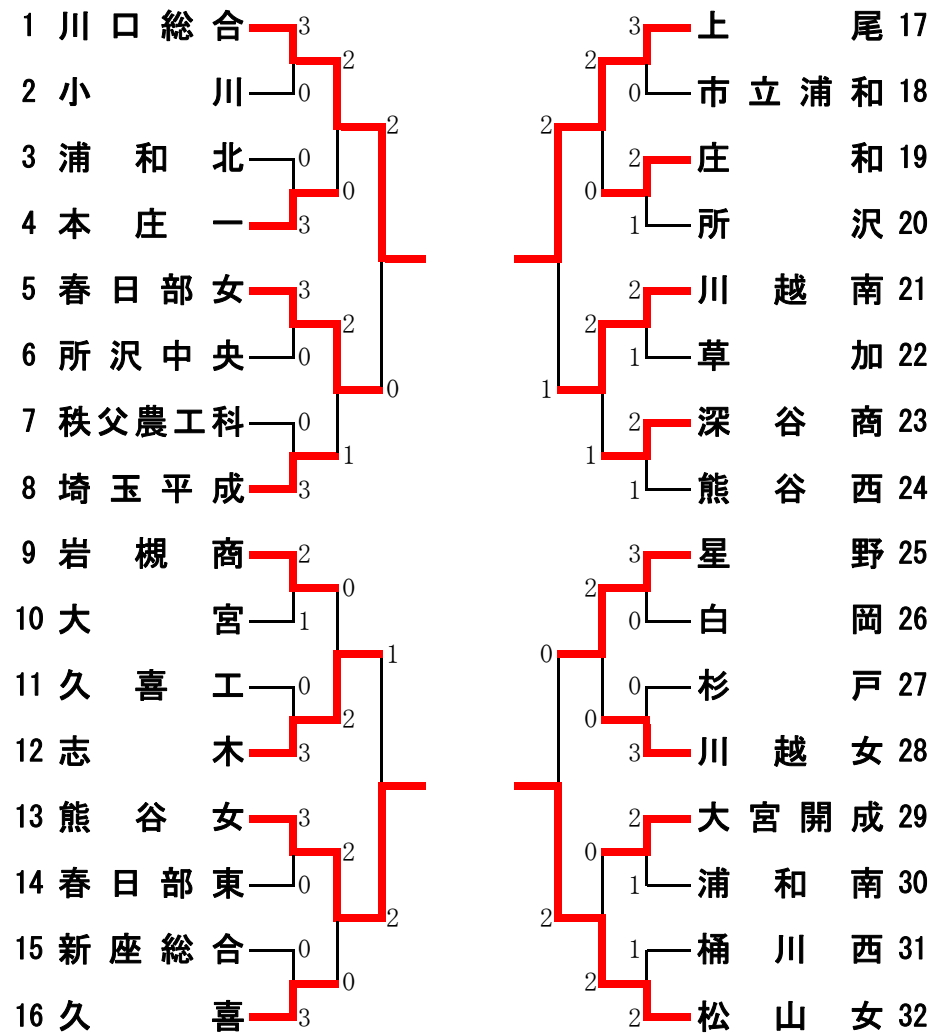 1 川口総合 3
2
2 小川 0
2
3 浦和北 0
0
4 本庄一 3
5 春日部女 3
2
6 所沢中央 0
0
7 秩父農工科 0
1
8 埼玉平成 3
9 岩槻商 2
0
10 大宮 1
1
11 久喜工 0
2
12 志木 3
13 熊谷女 3
2
14 春日部東 0
2
15 新座総合 0
0
16 久喜 3
3 上尾 17
2
0 市立浦和 18
2
2 庄和 19
0
1 所沢 20
2 川越南 21
2
1 草加 22
1
2 深谷商 23
1
1 熊谷西 24
3 星野 25
2
0 白岡 26
0
0 杉戸 27
0
3 川越女 28
2 大宮開成 29
0
1 浦和南 30
2
1 桶川西 31
2
2 松山女 32